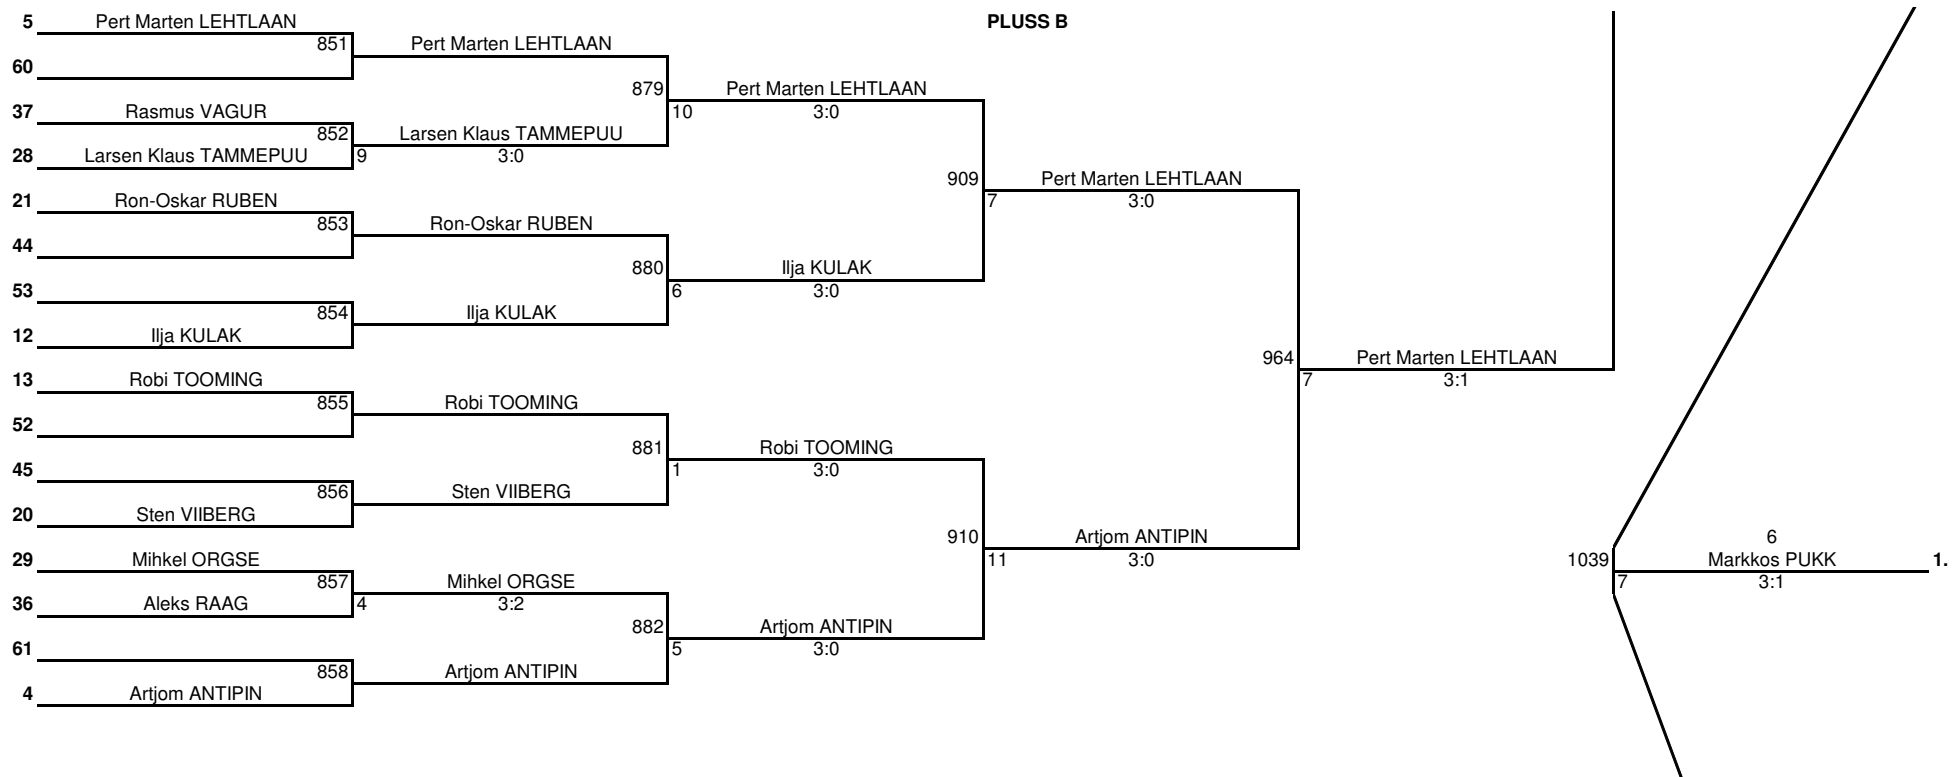 PLUSS B
5 Pert Marten LEHTLAAN
851 Pert Marten LEHTLAAN
60
879 Pert Marten LEHTLAAN
37 Rasmus VAGUR
10 3:0
852 Larsen Klaus TAMMEPUU
28 Larsen Klaus TAMMEPUU
9 3:0
909 Pert Marten LEHTLAAN
21 Ron-Oskar RUBEN
7 3:0
853 Ron-Oskar RUBEN
44
880 Ilja KULAK
53
6 3:0
854 Ilja KULAK
12 Ilja KULAK
964 Pert Marten LEHTLAAN
13 Robi TOOMING
7 3:1
855 Robi TOOMING
52
881 Robi TOOMING
45
1 3:0
856 Sten VIIBERG
20 Sten VIIBERG
910 Artjom ANTIPIN
6
29 Mihkel ORGSE
11 3:0
1039 Markkos PUKK 1.
857 Mihkel ORGSE
7 3:1
36 Aleks RAAG
4 3:2
882 Artjom ANTIPIN
61
5 3:0
858 Artjom ANTIPIN
4 Artjom ANTIPIN